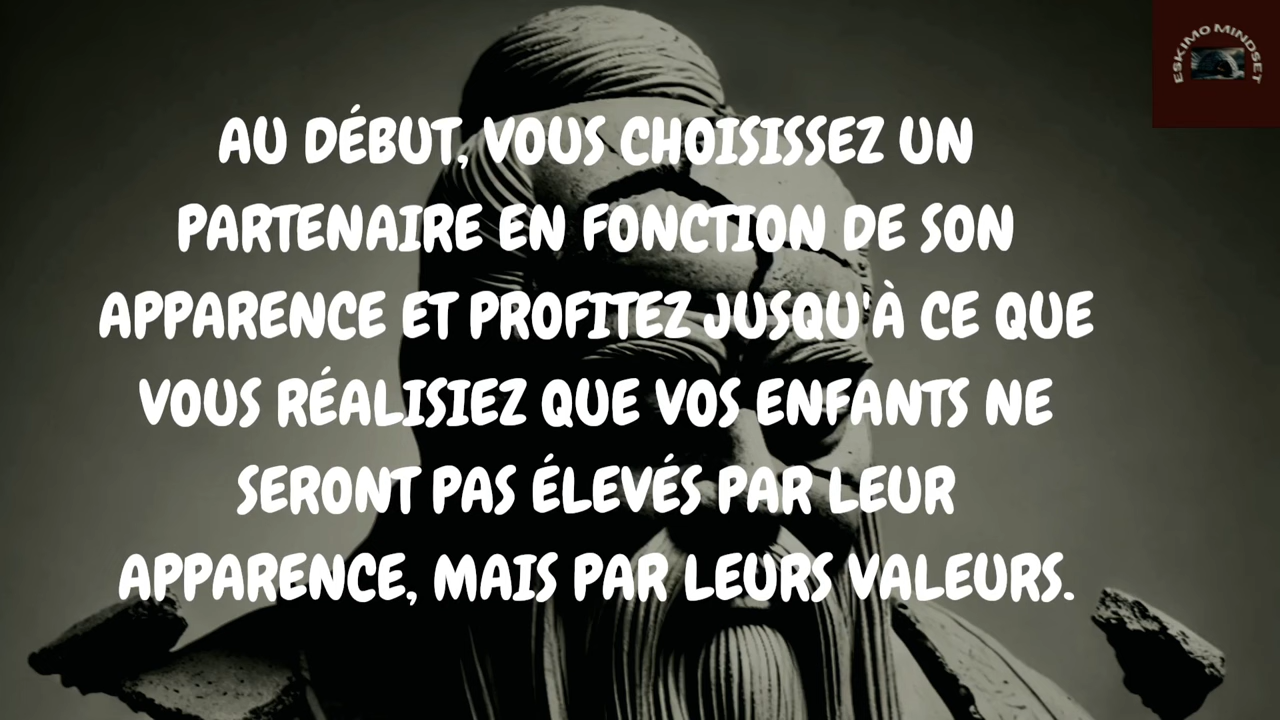 ESKIMO MINDSET
AU DÉBUT, VOUS CHOISISSEZ UN
PARTENAIRE EN FONCTION DE SON
APPARENCE ET PROFITEZ JUSQU'À CE QUE
VOUS RÉALISIEZ QUE VOS ENFANTS NE
SERONT PAS ÉLEVÉS PAR LEUR
APPARENCE, MAIS PAR LEURS VALEURS.